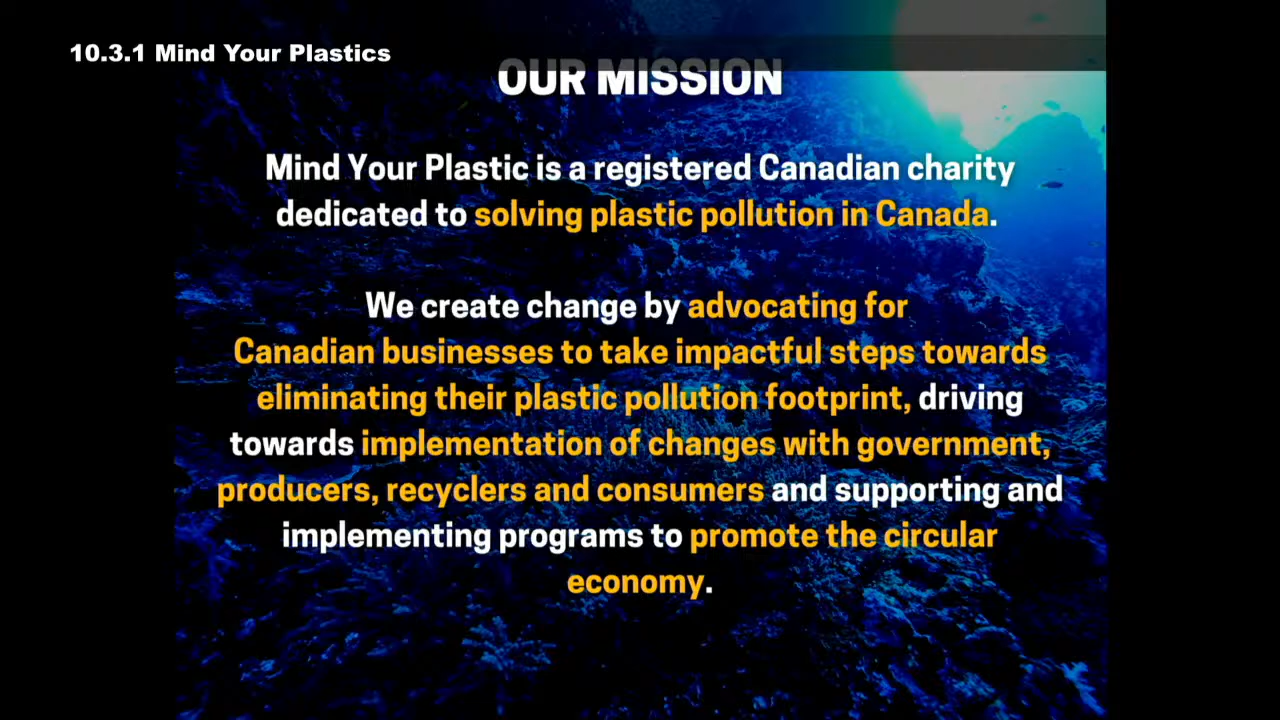 10.3.1 Mind Your Plastics
OUR MISSION
Mind Your Plastic is a registered Canadian charity
dedicated to solving plastic pollution in Canada.
We create change by advocating for
Canadian businesses to take impactful steps towards
eliminating their plastic pollution footprint, driving
towards implementation of changes with government,
producers, recyclers and consumers and supporting and
implementing programs to promote the circular
economy.